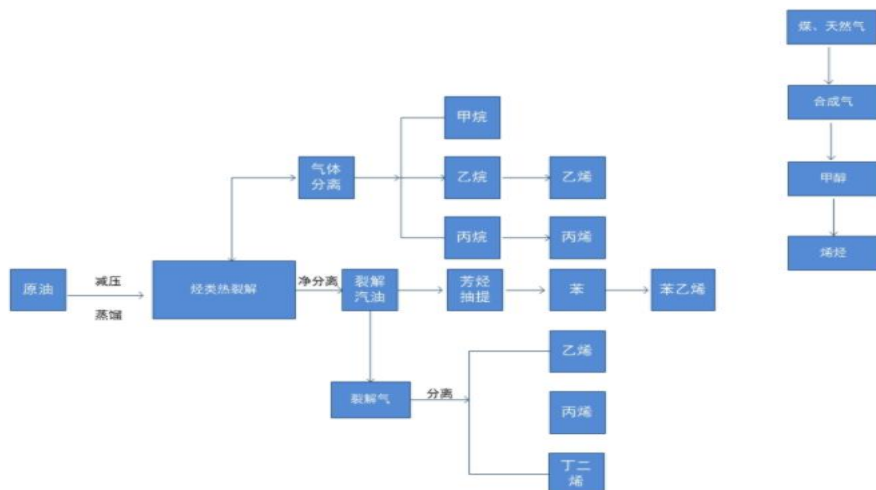 煤、天然气
合成气
甲醇
烯烃
甲烷
气体
分离
乙烷
乙烯
丙烷
丙烯
原油
减压
蒸馏
烃类热裂解
净分离
裂解
汽油
芳烃
抽提
苯
苯乙烯
裂解气
分离
乙烯
丙烯
丁二
烯